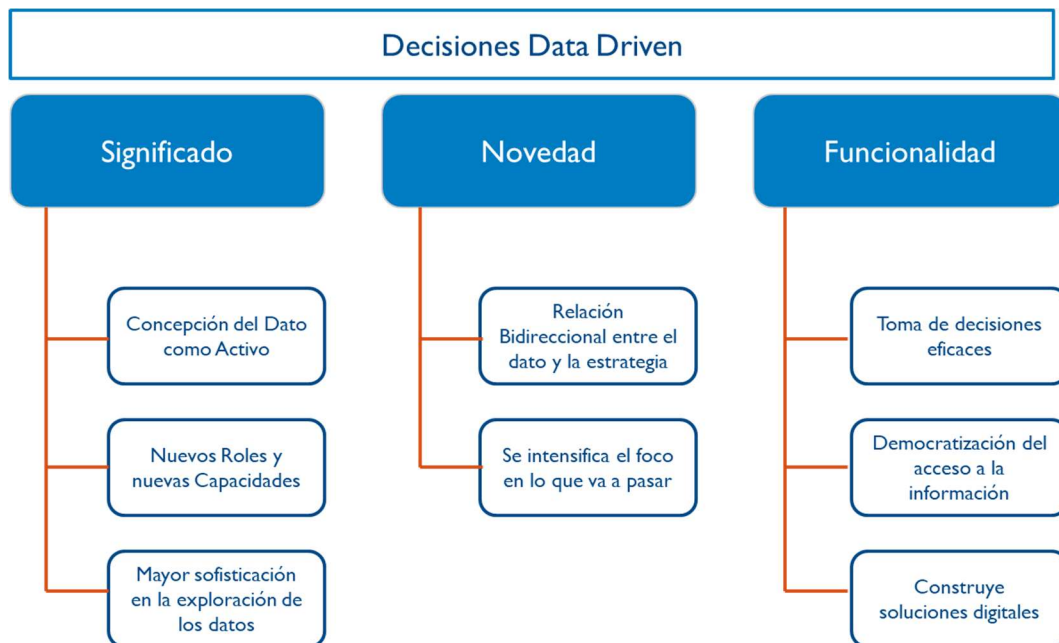 Decisiones Data Driven
Significado
Concepción del Dato
como Activo
Nuevos Roles y
nuevas Capacidades
Mayor sofisticación
en la exploración de
los datos
Novedad
Relación
Bidireccional entre el
dato y la estrategia
Se intensifica el foco
en lo que va a pasar
Funcionalidad
Toma de decisiones
eficaces
Democratización del
acceso a la
información
Construye
soluciones digitales